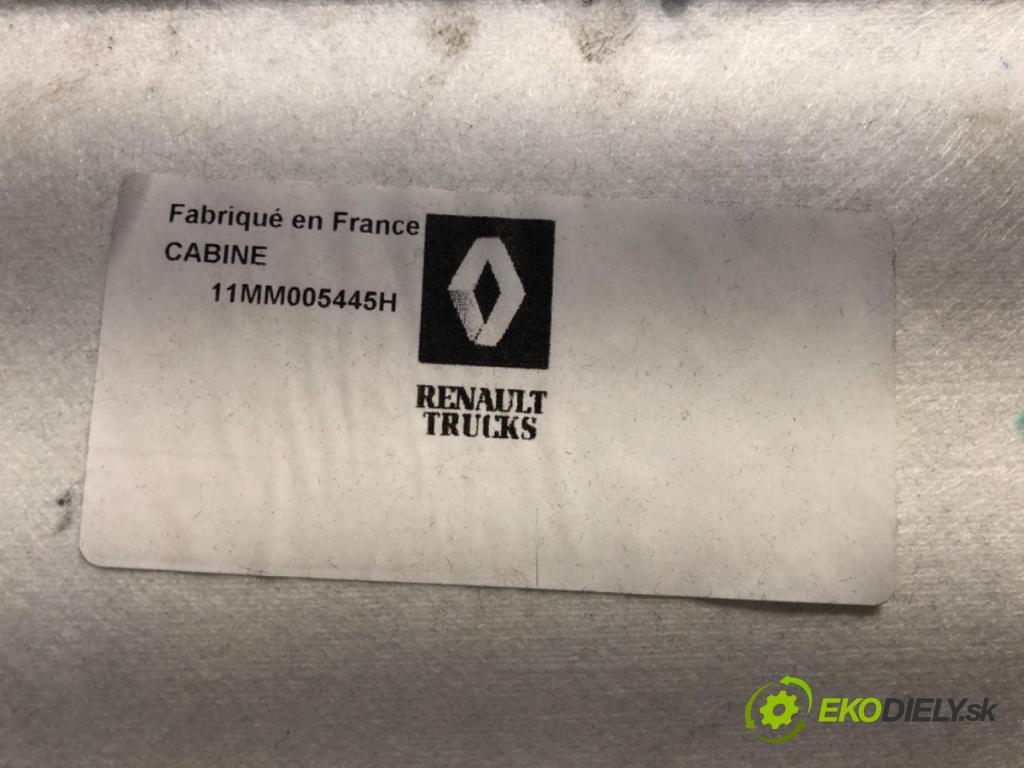 Fabriqué en France
CABINE
11MM005445H
RENAULT
TRUCKS
EKODIELY.sk